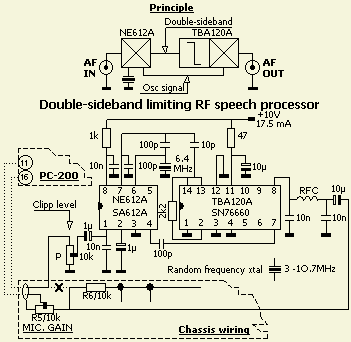 Principle
Double-sideband
NE612A
TBA120A
AF
IN
AF
OUT
Osc signal
Double-sideband limiting RF speech processor
+10V
17.5 mA
1k
100p
10p
47
11
16
10n
100p
6.4
MHz
10µ
PC-200
8 7 6 5
14 13
12 11 10 9 8
Clipp level
NE612A
SA612A
TBA120A
SN76660
RFC
10µ
1µ
1 2 3 4
2k2
1 2 3 4 5 6 7
P
10k
10n
1µ
100p
10n
10n
Random frequency xtal
3 -10.7MHz
R6/10k
R5/10k
MIC. GAIN
Chassis wiring